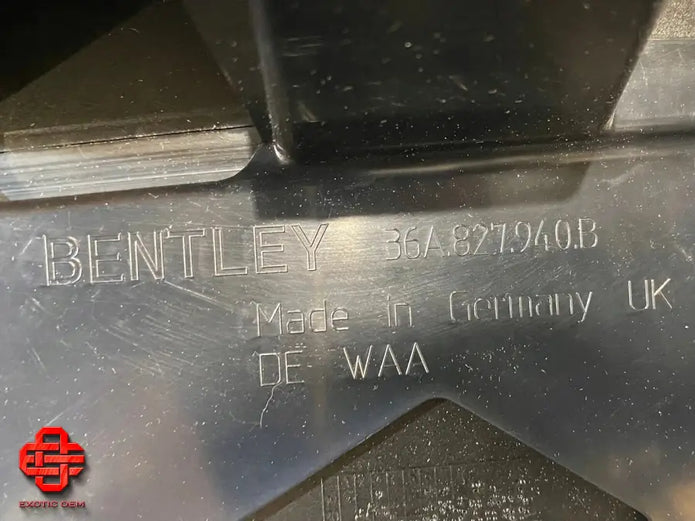 BENTLEY 36A.827.940.B
Made in Germany UK
DE WAA
EXOTIC OEM